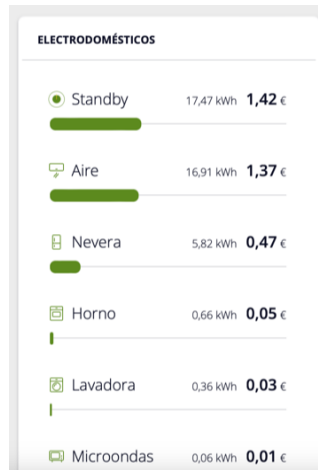 ELECTRODOMÉSTICOS
Standby 17,47 kWh 1,42 €
Aire 16,91 kWh 1,37 €
Nevera 5,82 kWh 0,47 €
Horno 0,66 kWh 0,05 €
Lavadora 0,36 kWh 0,03 €
Microondas 0,06 kWh 0,01 €